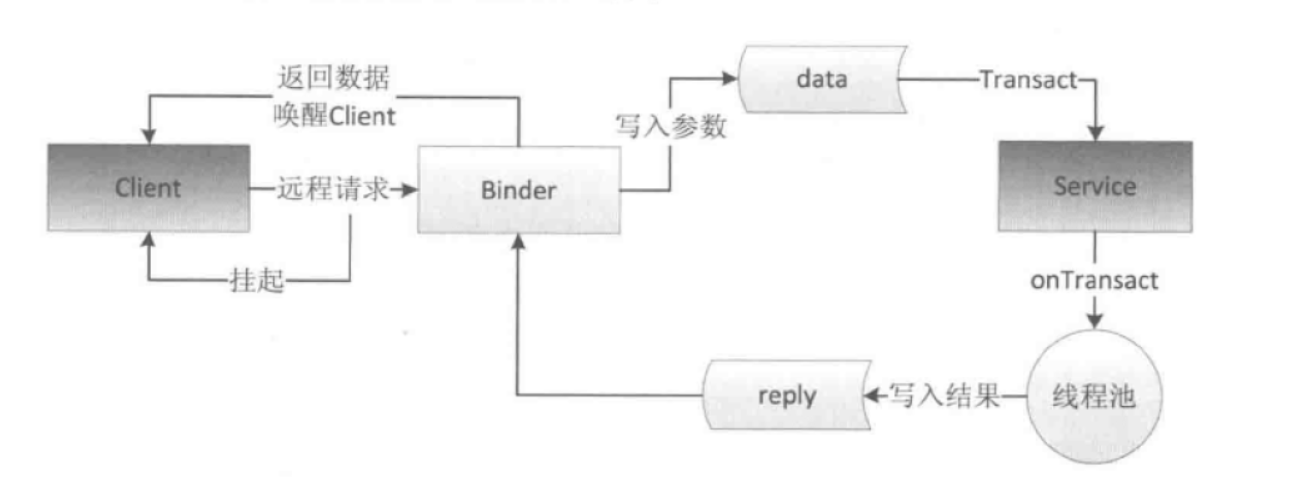 返回数据
唤醒Client
data
Transact
写入参数
Client
远程请求
Binder
Service
挂起
onTransact
reply
写入结果
线程池